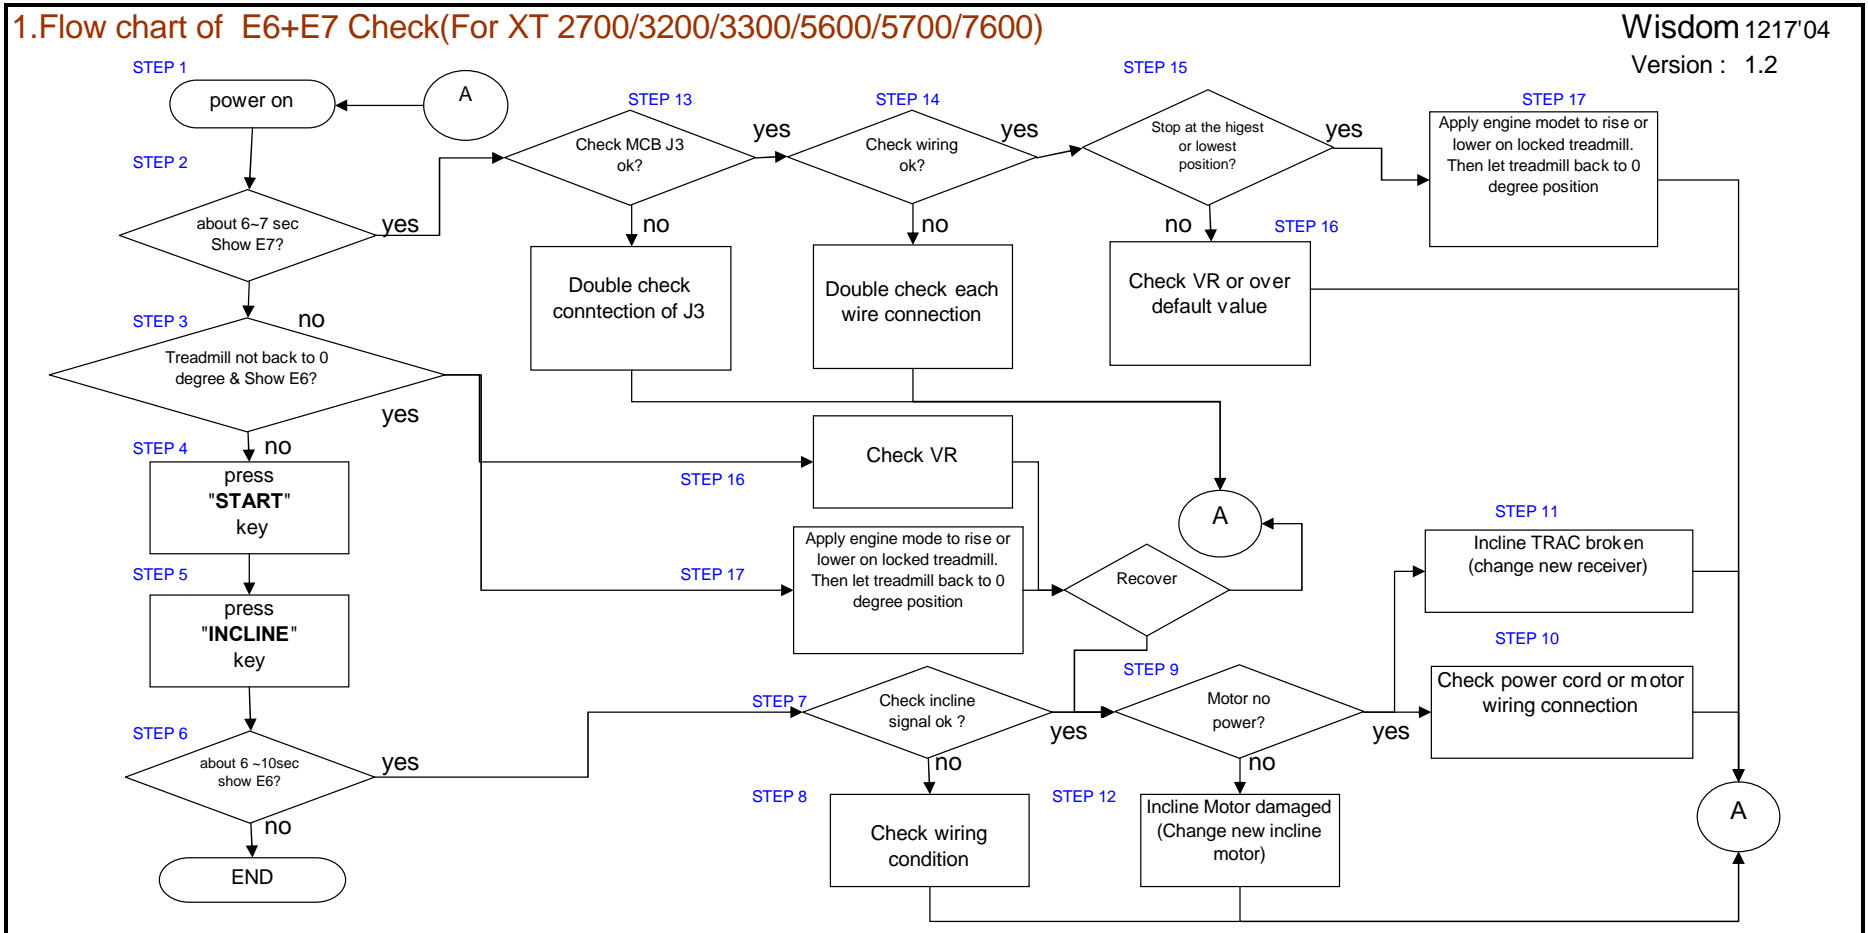 1.Flow chart of E6+E7 Check(For XT 2700/3200/3300/5600/5700/7600)
Wisdom 1217'04
Version : 1.2
STEP 1
power on
A
STEP 2
about 6~7 sec
Show E7?
yes
no
STEP 13
Check MCB J3
ok?
yes
no
Double check
conntection of J3
STEP 14
Check wiring
ok?
yes
no
Double check each
wire connection
STEP 15
Stop at the higest
or lowest
position?
yes
no
STEP 16
Check VR or over
default value
STEP 17
Apply engine modet to rise or
lower on locked treadmill.
Then let treadmill back to 0
degree position
STEP 3
Treadmill not back to 0
degree & Show E6?
yes
no
STEP 4
press
"START"
key
STEP 16
Check VR
STEP 17
Apply engine mode to rise or
lower on locked treadmill.
Then let treadmill back to 0
degree position
Recover
A
STEP 5
press
"INCLINE"
key
STEP 6
about 6 ~10sec
show E6?
yes
no
END
STEP 7
Check incline
signal ok ?
yes
no
STEP 8
Check wiring
condition
STEP 9
Motor no
power?
yes
no
STEP 12
Incline Motor damaged
(Change new incline
motor)
STEP 11
Incline TRAC broken
(change new receiver)
STEP 10
Check power cord or motor
wiring connection
A